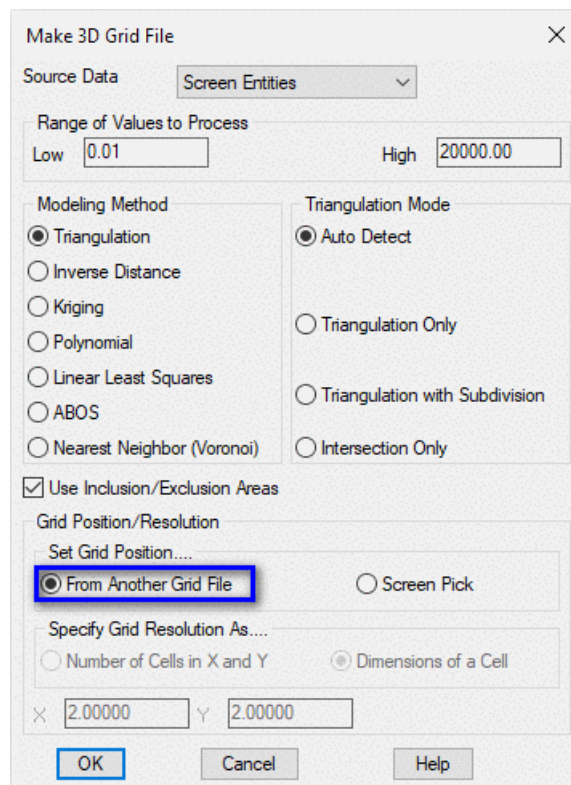 Make 3D Grid File
Source Data Screen Entities
Range of Values to Process
Low 0.01 High 20000.00
Modeling Method
Triangulation
Inverse Distance
Kriging
Polynomial
Linear Least Squares
ABOS
Nearest Neighbor (Voronoi)
Triangulation Mode
Auto Detect
Triangulation Only
Triangulation with Subdivision
Intersection Only
Use Inclusion/Exclusion Areas
Grid Position/Resolution
Set Grid Position....
From Another Grid File Screen Pick
Specify Grid Resolution As....
Number of Cells in X and Y Dimensions of a Cell
X 2.00000 Y 2.00000
OK Cancel Help